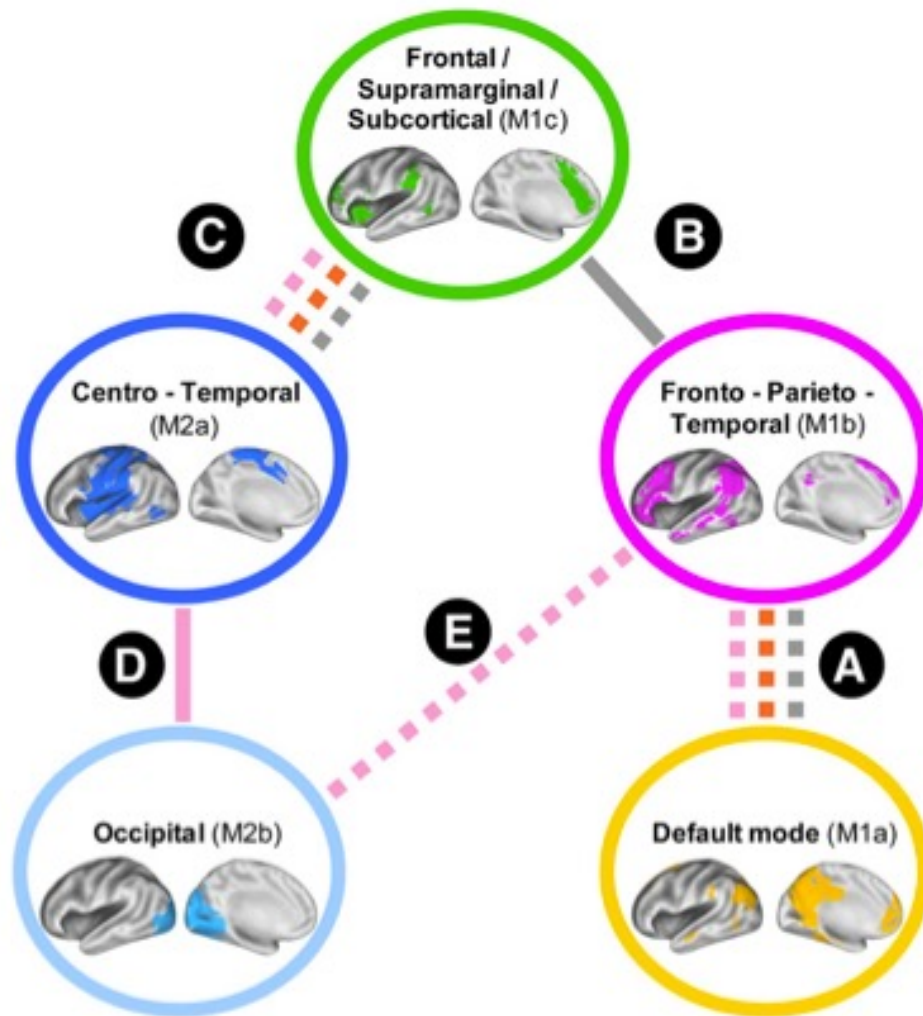 Frontal /
Supramarginal /
Subcortical (M1c)
C
B
Centro - Temporal
(M2a)
Fronto - Parieto -
Temporal (M1b)
E
D
A
Occipital (M2b)
Default mode (M1a)